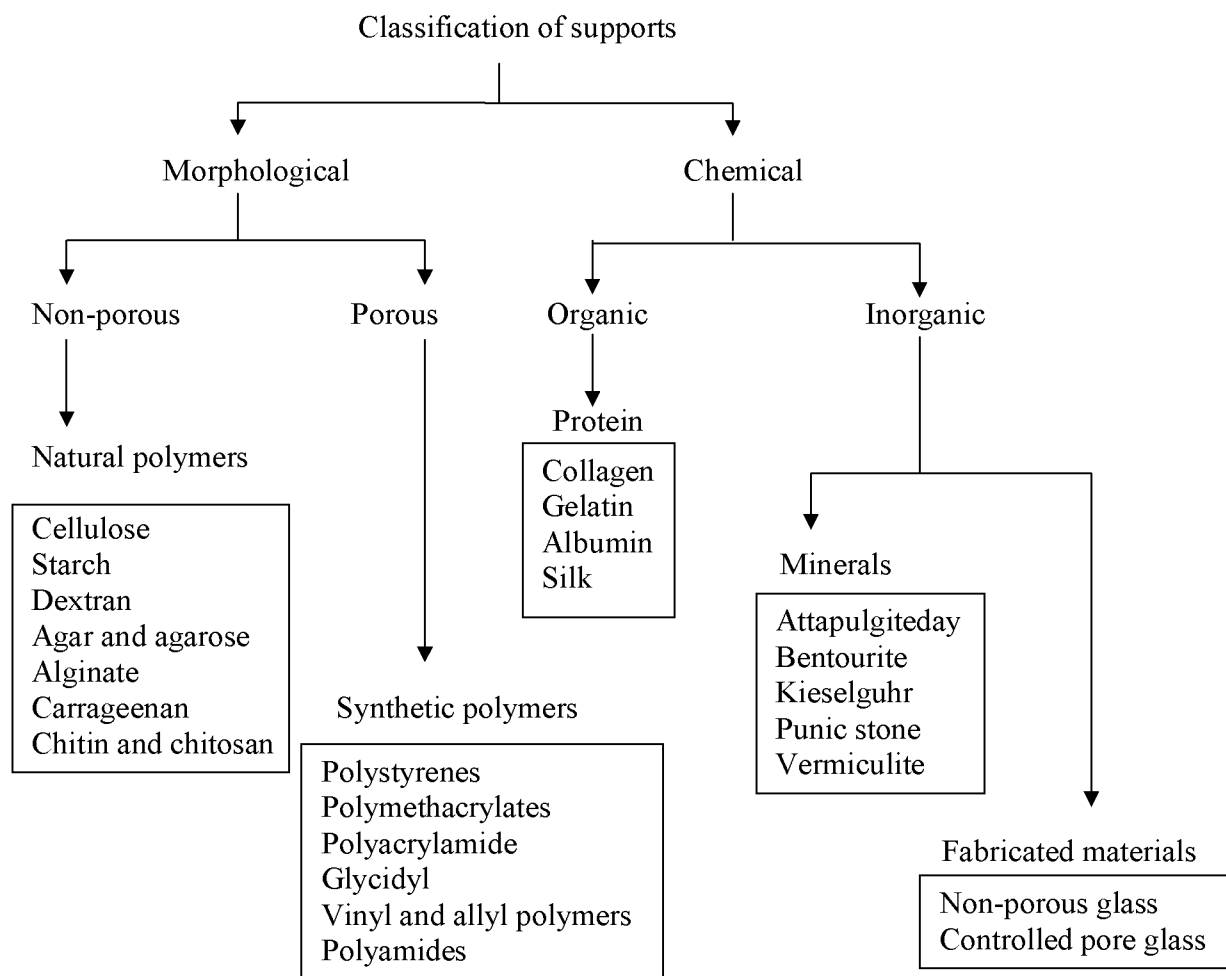 Classification of supports
Morphological
Chemical
Non-porous
Porous
Organic
Inorganic
Natural polymers
Cellulose
Starch
Dextran
Agar and agarose
Alginate
Carrageenan
Chitin and chitosan
Synthetic polymers
Polystyrenes
Polymethacrylates
Polyacrylamide
Glycidyl
Vinyl and allyl polymers
Polyamides
Protein
Collagen
Gelatin
Albumin
Silk
Minerals
Attapulgiteday
Bentourite
Kieselguhr
Punic stone
Vermiculite
Fabricated materials
Non-porous glass
Controlled pore glass